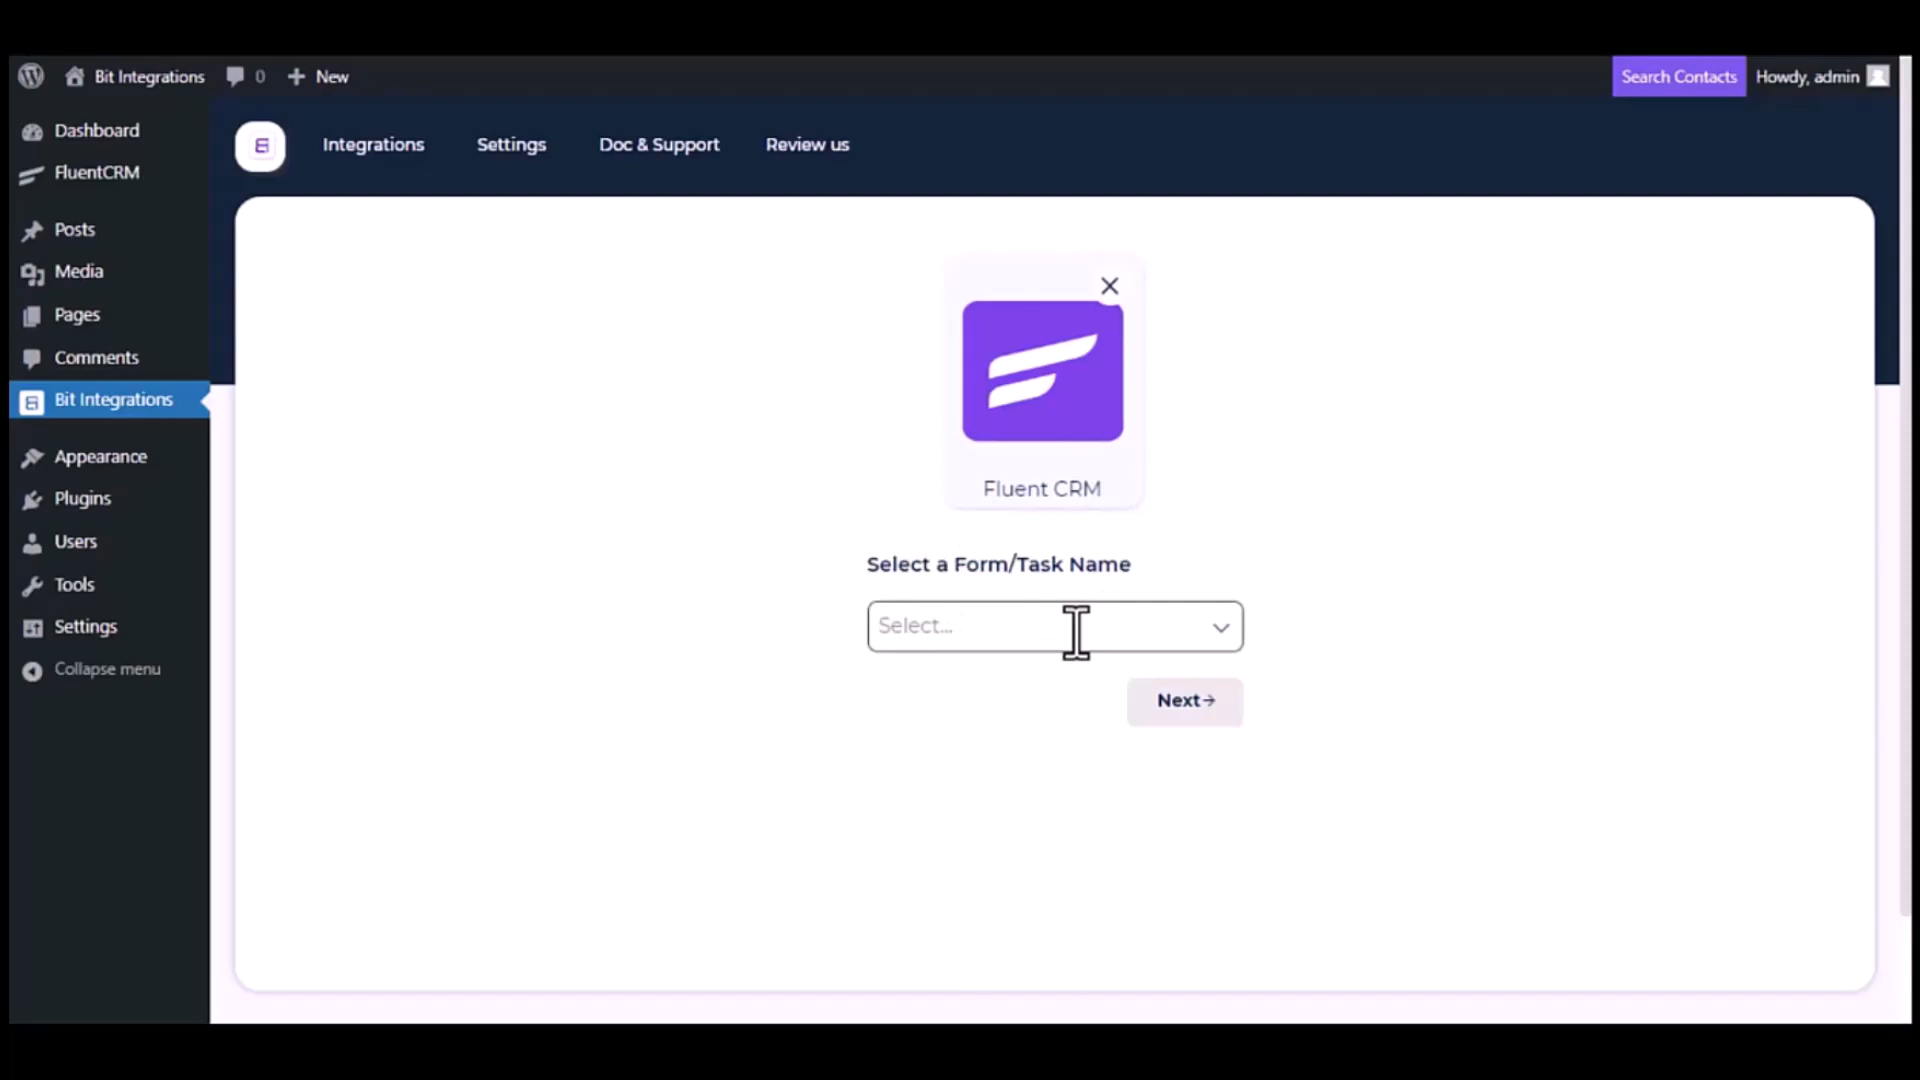 Bit Integrations 0 New Search Contacts Howdy, admin
Dashboard
FluentCRM
Posts
Media
Pages
Comments
Bit Integrations
Appearance
Plugins
Users
Tools
Settings
Collapse menu
Integrations Settings Doc & Support Review us
Fluent CRM
Select a Form/Task Name
Select...
Next→